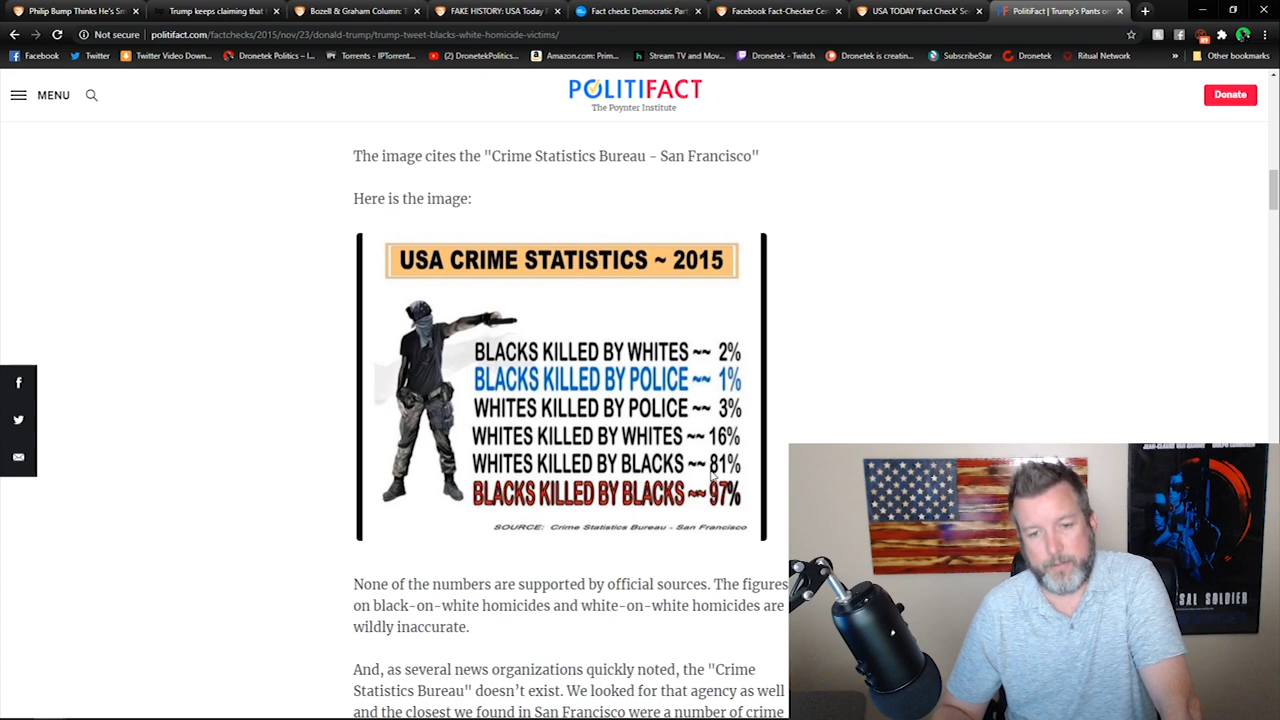 Philip Bump Thinks He's Sm
Trump keeps claiming that
Bozell & Graham Column: T
FAKE HISTORY: USA Today F
Fact check: Democratic Part
Facebook Fact-Checker Cen
USA TODAY 'Fact Check' Se
PolitiFact | Trump's Pants on
Not secure | politifact.com/factchecks/2015/nov/23/donald-trump/trump-tweet-blacks-white-homicide-victims/
Facebook
Twitter
Twitter Video Down...
Dronetek Politics – I...
Torrents - IPTorrent...
(2) DronetekPolitics...
Amazon.com: Prim...
Stream TV and Mov...
Dronetek - Twitch
Dronetek is creatin...
SubscribeStar
Dronetek
Ritual Network
»
Other bookmarks
MENU
POLITIFACT
The Poynter Institute
Donate
The image cites the "Crime Statistics Bureau - San Francisco"
Here is the image:
USA CRIME STATISTICS ~ 2015
BLACKS KILLED BY WHITES ~~ 2%
BLACKS KILLED BY POLICE ~~ 1%
WHITES KILLED BY POLICE ~~ 3%
WHITES KILLED BY WHITES ~~ 16%
WHITES KILLED BY BLACKS ~~ 81%
BLACKS KILLED BY BLACKS ~~ 97%
SOURCE: Crime Statistics Bureau - San Francisco
None of the numbers are supported by official sources. The figures
on black-on-white homicides and white-on-white homicides are
wildly inaccurate.
And, as several news organizations quickly noted, the "Crime
Statistics Bureau" doesn't exist. We looked for that agency as well
and the closest we found in San Francisco were a number of crime
SAL SOLDIER